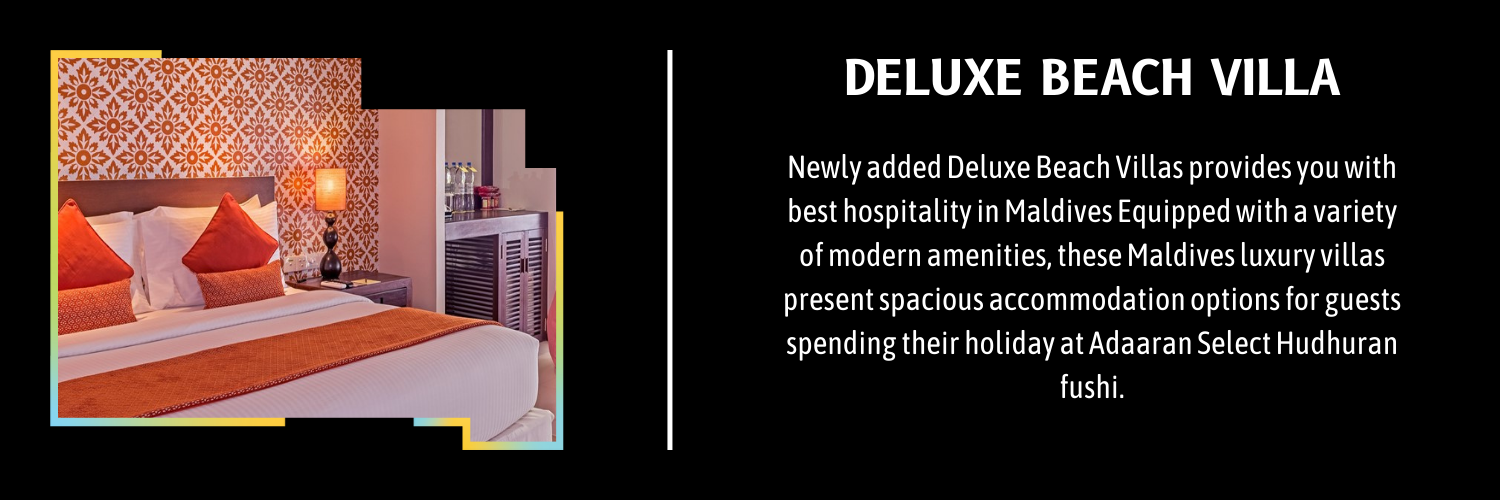 DELUXE BEACH VILLA
Newly added Deluxe Beach Villas provides you with
best hospitality in Maldives Equipped with a variety
of modern amenities, these Maldives luxury villas
present spacious accommodation options for guests
spending their holiday at Adaaran Select Hudhuran
fushi.